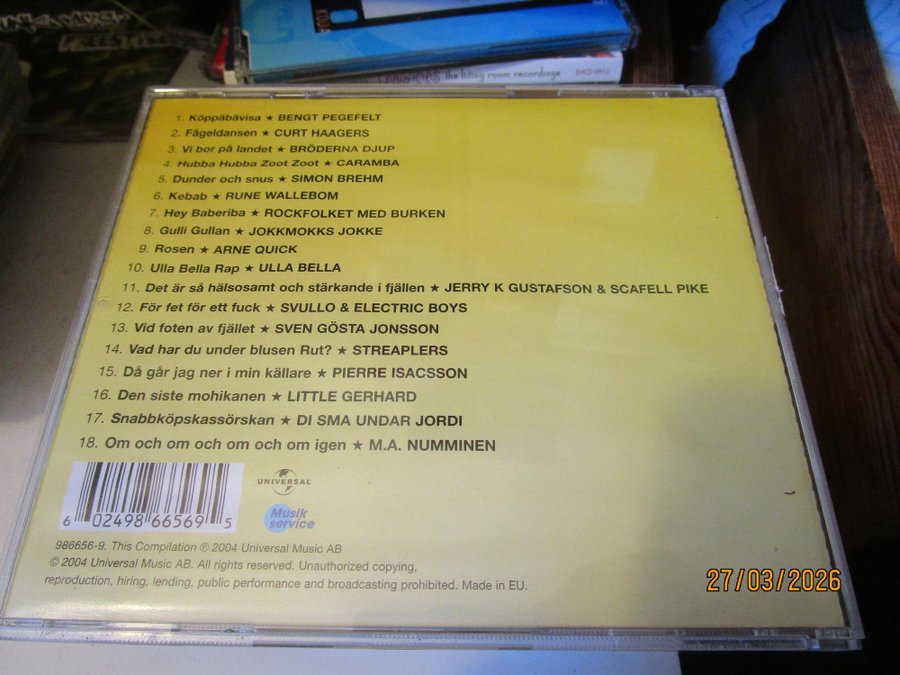 the living room recordings
1. Köppäbävisa ★ BENGT PEGEFELT
2. Fågeldansen ★ CURT HAAGERS
3. Vi bor på landet ★ BRÖDERNA DJUP
4. Hubba Hubba Zoot Zoot ★ CARAMBA
5. Dunder och snus ★ SIMON BREHM
6. Kebab ★ RUNE WALLEBOM
7. Hey Baberiba ★ ROCKFOLKET MED BURKEN
8. Gulli Gullan ★ JOKKMOKKS JOKKE
9. Rosen ★ ARNE QUICK
10. Ulla Bella Rap ★ ULLA BELLA
11. Det är så hälsosamt och stärkande i fjällen ★ JERRY K GUSTAFSON & SCAFELL PIKE
12. För fet för ett fuck ★ SVULLO & ELECTRIC BOYS
13. Vid foten av fjället ★ SVEN GÖSTA JONSSON
14. Vad har du under blusen Rut? ★ STREAPLERS
15. Då går jag ner i min källare ★ PIERRE ISACSSON
16. Den siste mohikanen ★ LITTLE GERHARD
17. Snabbköpskassörskan ★ DI SMA UNDAR JORDI
18. Om och om och om och om igen ★ M.A. NUMMINEN
UNIVERSAL
Musik
service
6 02498 66569 5
986656-9. This Compilation ℗ 2004 Universal Music AB
© 2004 Universal Music AB. All rights reserved. Unauthorized copying,
reproduction, hiring, lending, public performance and broadcasting prohibited. Made in EU.
27/03/2026